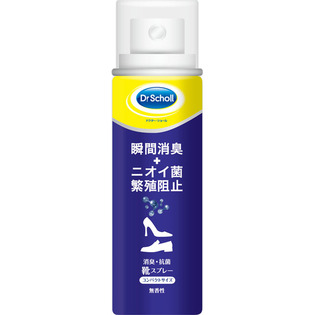 Dr Scholl
ドクター・ショール
瞬間消臭
+
ニオイ菌
繁殖阻止
消臭・抗菌
靴スプレー
コンパクトサイズ
無香性